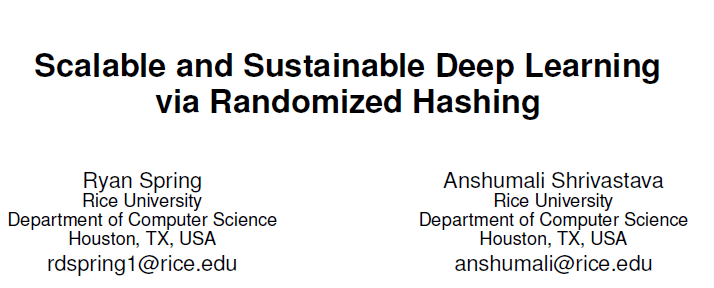 Scalable and Sustainable Deep Learning
via Randomized Hashing
Ryan Spring
Rice University
Department of Computer Science
Houston, TX, USA
rdspring1@rice.edu
Anshumali Shrivastava
Rice University
Department of Computer Science
Houston, TX, USA
anshumali@rice.edu